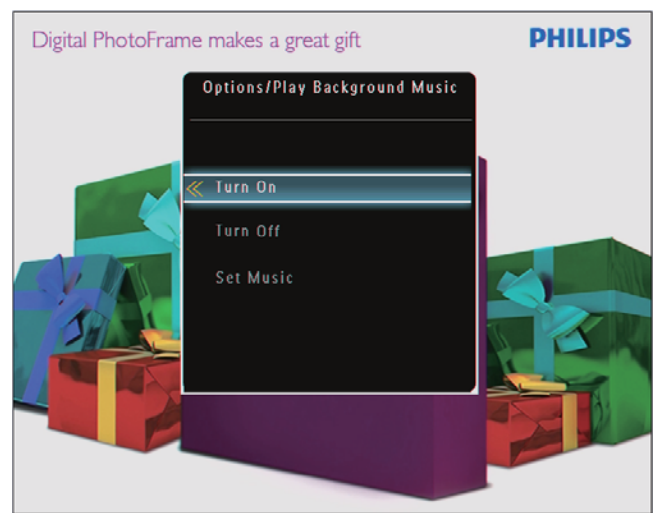 Digital PhotoFrame makes a great gift
PHILIPS
Options/Play Background Music
Turn On
Turn Off
Set Music